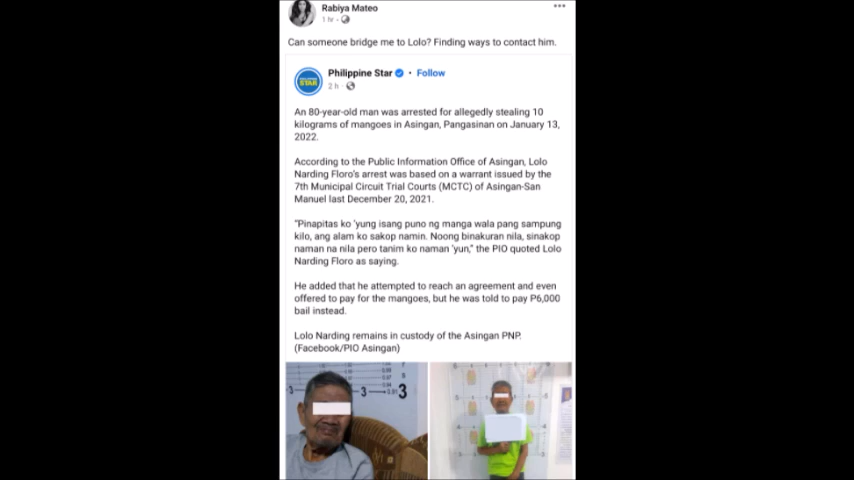 Rabiya Mateo
1 hr
Can someone bridge me to Lolo? Finding ways to contact him.
PHILIPPINE
STAR
Philippine Star • Follow
2 h
An 80-year-old man was arrested for allegedly stealing 10
kilograms of mangoes in Asingan, Pangasinan on January 13,
2022.
According to the Public Information Office of Asingan, Lolo
Narding Floro's arrest was based on a warrant issued by the
7th Municipal Circuit Trial Courts (MCTC) of Asingan-San
Manuel last December 20, 2021.
"Pinapitas ko 'yung isang puno ng manga wala pang sampung
kilo, ang alam ko sakop namin. Noong binakuran nila, sinakop
naman na nila pero tanim ko naman 'yun," the PIO quoted Lolo
Narding Floro as saying.
He added that he attempted to reach an agreement and even
offered to pay for the mangoes, but he was told to pay P6,000
bail instead.
Lolo Narding remains in custody of the Asingan PNP.
(Facebook/PIO Asingan)
3 3 3